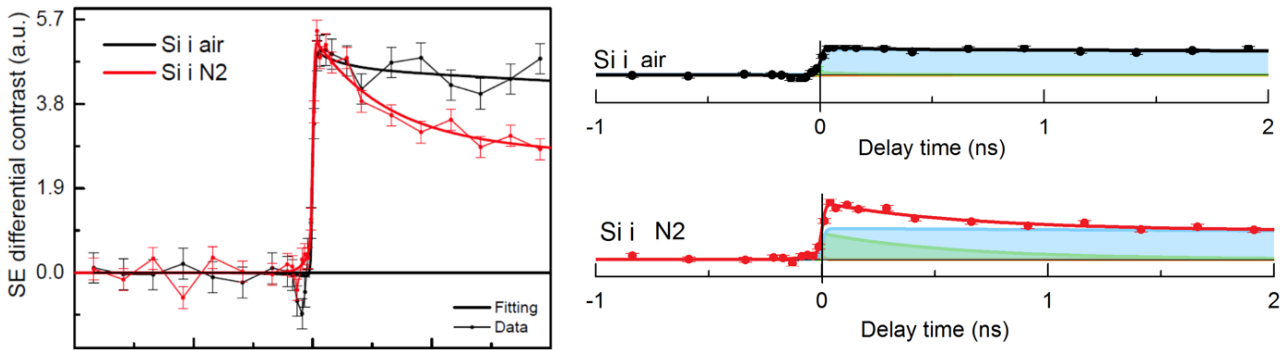 SE differential contrast (a.u.)
5.7
3.8
1.9
0.0
Si i air
Si i N2
Fitting
Data
Si i air
-1
0
1
2
Delay time (ns)
Si i N2
-1
0
1
2
Delay time (ns)